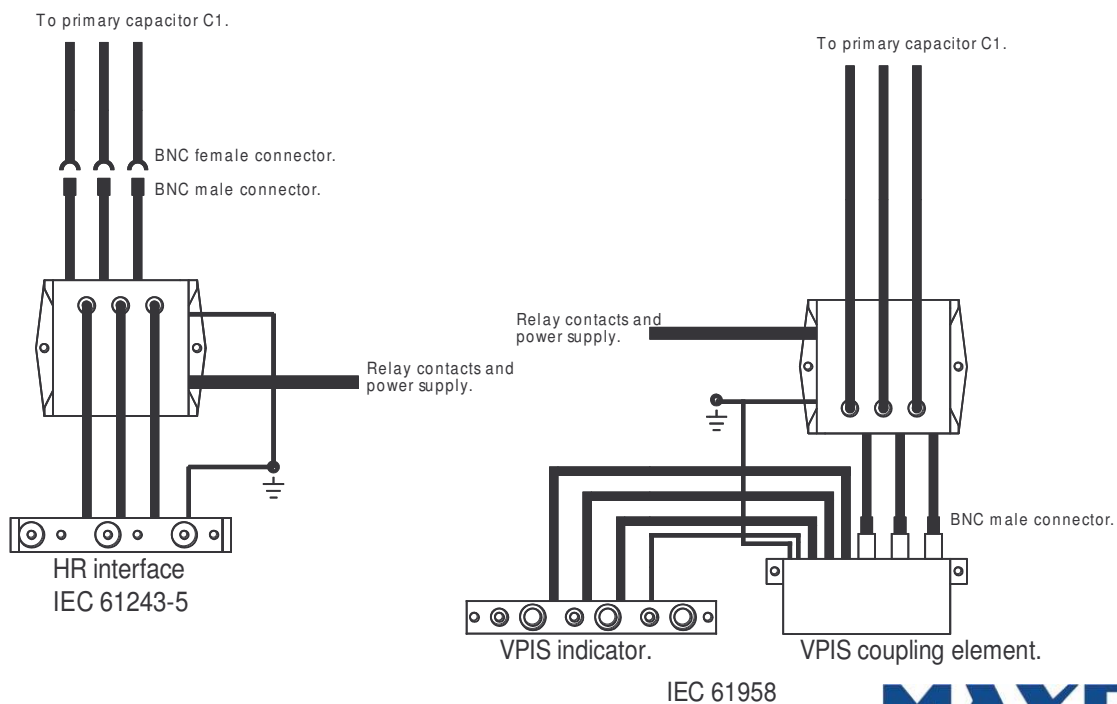 To primary capacitor C1.
To primary capacitor C1.
BNC female connector.
BNC male connector.
Relay contacts and
power supply.
Relay contacts and
power supply.
BNC male connector.
HR interface
IEC 61243-5
VPIS indicator.
VPIS coupling element.
IEC 61958